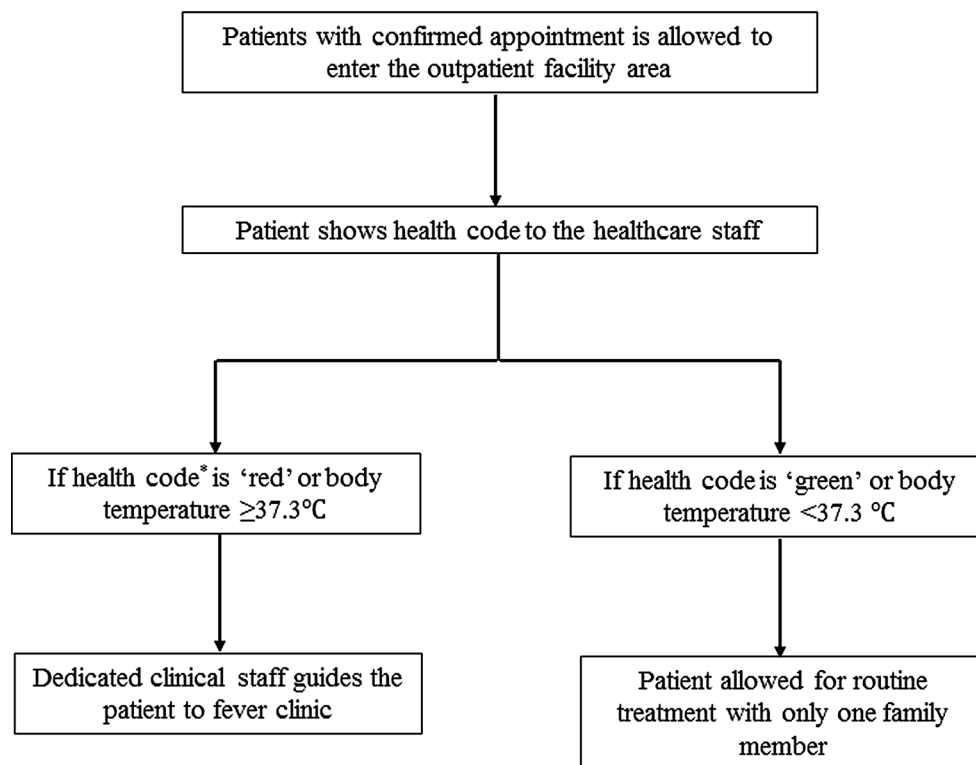 Patients with confirmed appointment is allowed to
enter the outpatient facility area
Patient shows health code to the healthcare staff
If health code* is ‘red’ or body
temperature ≥37.3℃
If health code is ‘green’ or body
temperature <37.3 ℃
Dedicated clinical staff guides the
patient to fever clinic
Patient allowed for routine
treatment with only one family
member